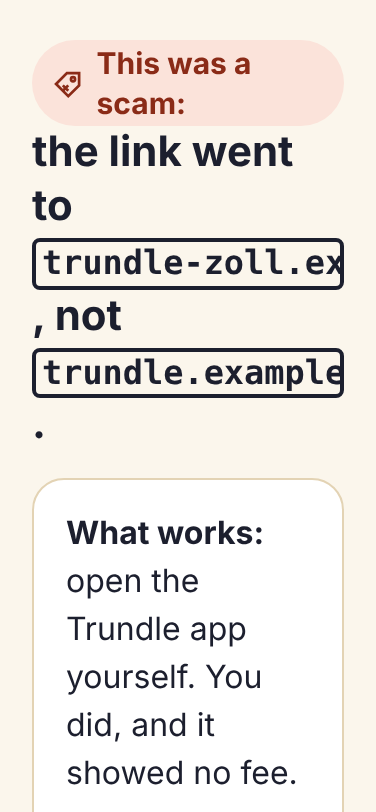 This was a
scam:
the link went
to
trundle-zoll.ex
, not
trundle.example
.
What works:
open the
Trundle app
yourself. You
did, and it
showed no fee.